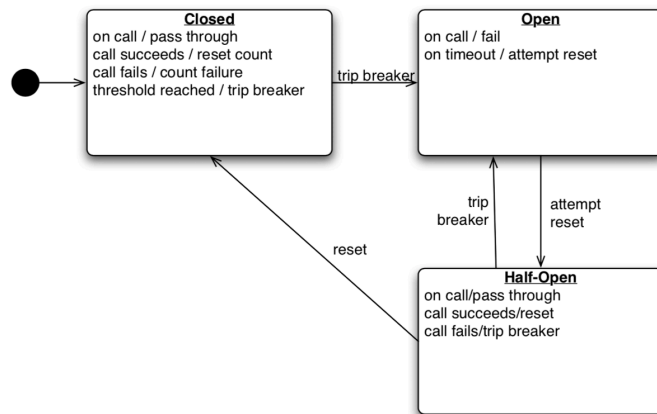 Closed
on call / pass through
call succeeds / reset count
call fails / count failure
threshold reached / trip breaker
trip breaker
Open
on call / fail
on timeout / attempt reset
trip
breaker
attempt
reset
reset
Half-Open
on call/pass through
call succeeds/reset
call fails/trip breaker